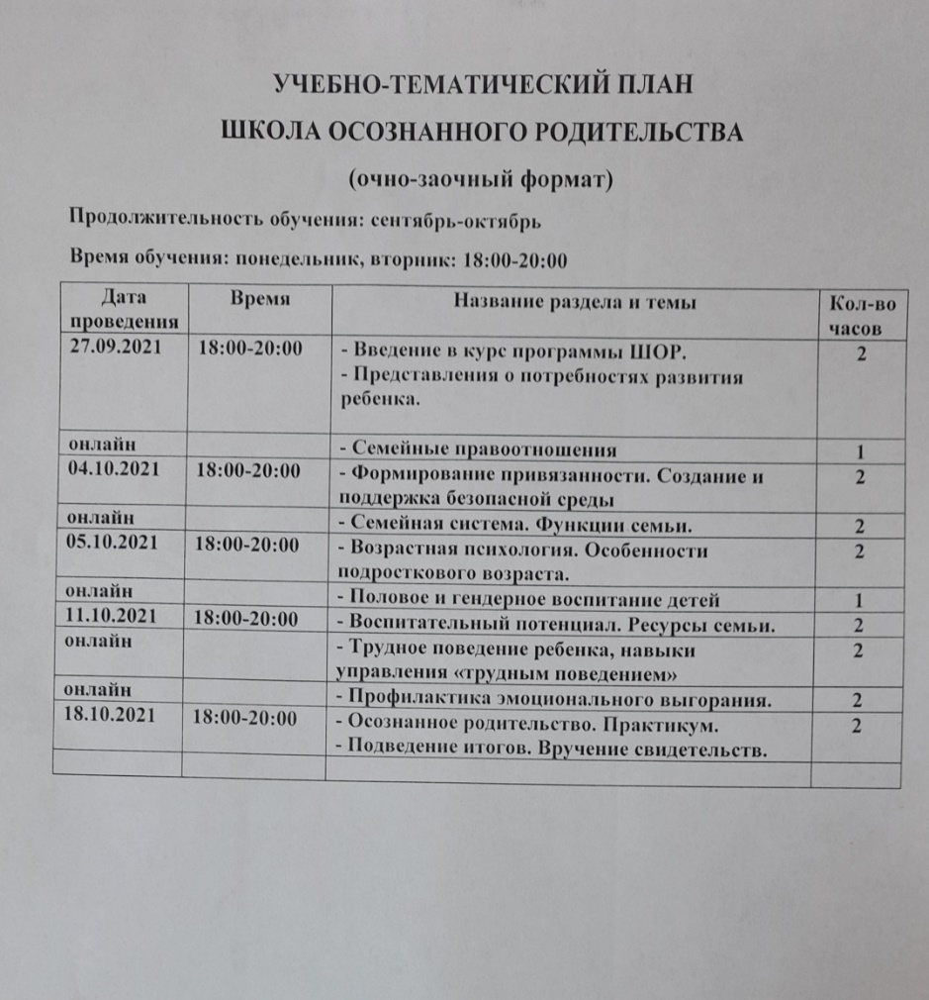 УЧЕБНО-ТЕМАТИЧЕСКИЙ ПЛАН
ШКОЛА ОСОЗНАННОГО РОДИТЕЛЬСТВА
(очно-заочный формат)
Продолжительность обучения: сентябрь-октябрь
Время обучения: понедельник, вторник: 18:00-20:00
Дата проведения Время Название раздела и темы Кол-во часов
27.09.2021 18:00-20:00 - Введение в курс программы ШОР. 2
- Представления о потребностях развития
ребенка.
онлайн - Семейные правоотношения 1
04.10.2021 18:00-20:00 - Формирование привязанности. Создание и 2
поддержка безопасной среды
онлайн - Семейная система. Функции семьи. 2
05.10.2021 18:00-20:00 - Возрастная психология. Особенности 2
подросткового возраста.
онлайн - Половое и гендерное воспитание детей 1
11.10.2021 18:00-20:00 - Воспитательный потенциал. Ресурсы семьи. 2
онлайн - Трудное поведение ребенка, навыки 2
управления «трудным поведением»
онлайн - Профилактика эмоционального выгорания. 2
18.10.2021 18:00-20:00 - Осознанное родительство. Практикум. 2
- Подведение итогов. Вручение свидетельств.